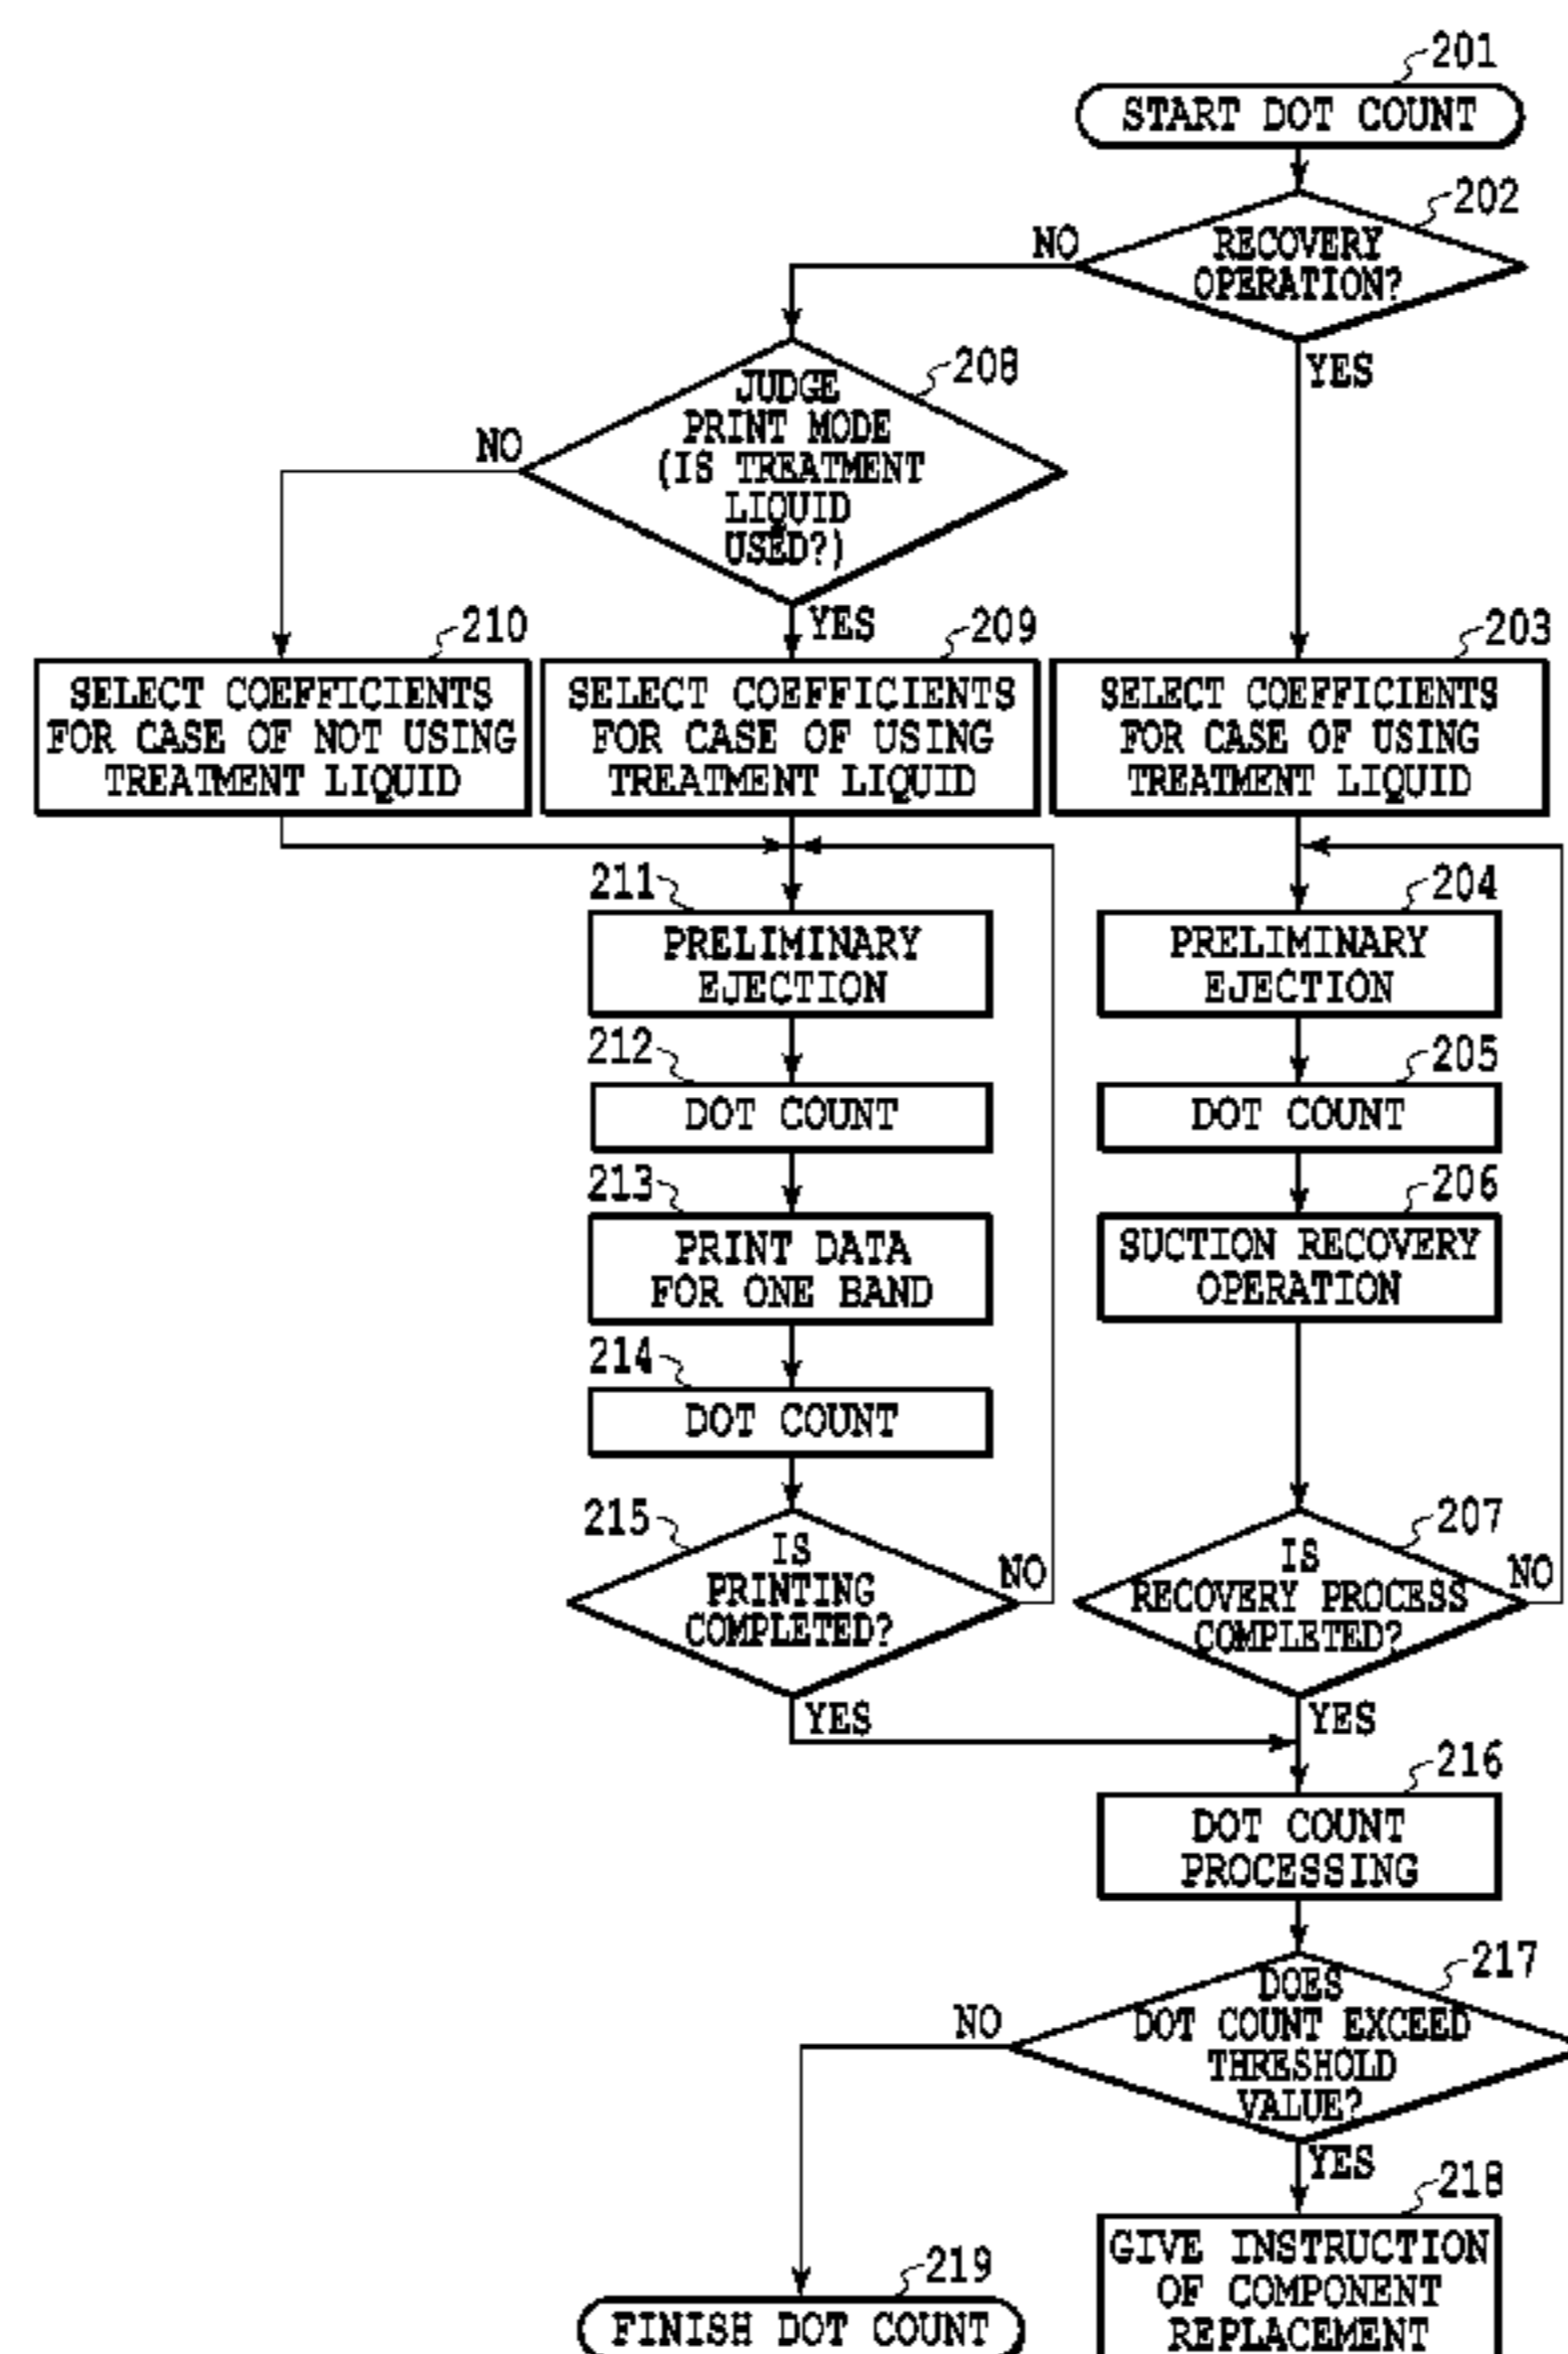 201
START DOT COUNT
202
RECOVERY
OPERATION?
NO
YES
208
JUDGE
PRINT MODE
(IS TREATMENT
LIQUID
USED?)
NO
YES
210
SELECT COEFFICIENTS
FOR CASE OF NOT USING
TREATMENT LIQUID
209
SELECT COEFFICIENTS
FOR CASE OF USING
TREATMENT LIQUID
203
SELECT COEFFICIENTS
FOR CASE OF USING
TREATMENT LIQUID
211
PRELIMINARY
EJECTION
204
PRELIMINARY
EJECTION
212
DOT COUNT
205
DOT COUNT
213
PRINT DATA
FOR ONE BAND
206
SUCTION RECOVERY
OPERATION
214
DOT COUNT
215
IS
PRINTING
COMPLETED?
NO
YES
207
IS
RECOVERY PROCESS
COMPLETED?
NO
YES
216
DOT COUNT
PROCESSING
217
DOES
DOT COUNT EXCEED
THRESHOLD
VALUE?
NO
YES
218
GIVE INSTRUCTION
OF COMPONENT
REPLACEMENT
219
FINISH DOT COUNT